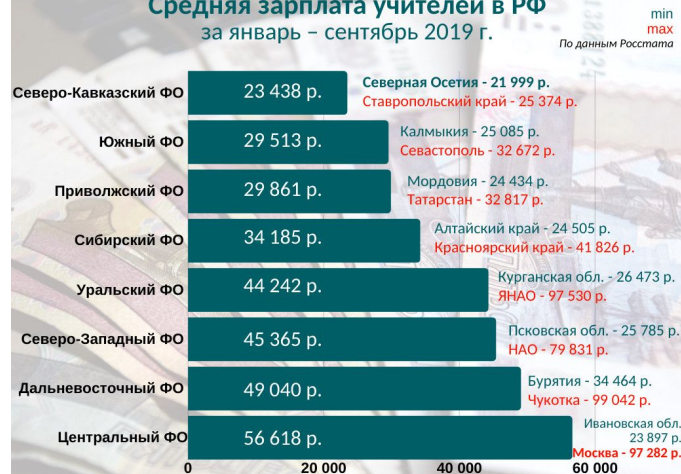 Средняя зарплата учителей в РФ
за январь – сентябрь 2019 г.
min
max
По данным Росстата
Северо-Кавказский ФО 23 438 р. Северная Осетия - 21 999 р.
Ставропольский край - 25 374 р.
Южный ФО 29 513 р. Калмыкия - 25 085 р.
Севастополь - 32 672 р.
Приволжский ФО 29 861 р. Мордовия - 24 434 р.
Татарстан - 32 817 р.
Сибирский ФО 34 185 р. Алтайский край - 24 505 р.
Красноярский край - 41 826 р.
Уральский ФО 44 242 р. Курганская обл. - 26 473 р.
ЯНАО - 97 530 р.
Северо-Западный ФО 45 365 р. Псковская обл. - 25 785 р.
НАО - 79 831 р.
Дальневосточный ФО 49 040 р. Бурятия - 34 464 р.
Чукотка - 99 042 р.
Центральный ФО 56 618 р. Ивановская обл.
23 897 р.
Москва - 97 282 р.
0 20 000 40 000 60 000